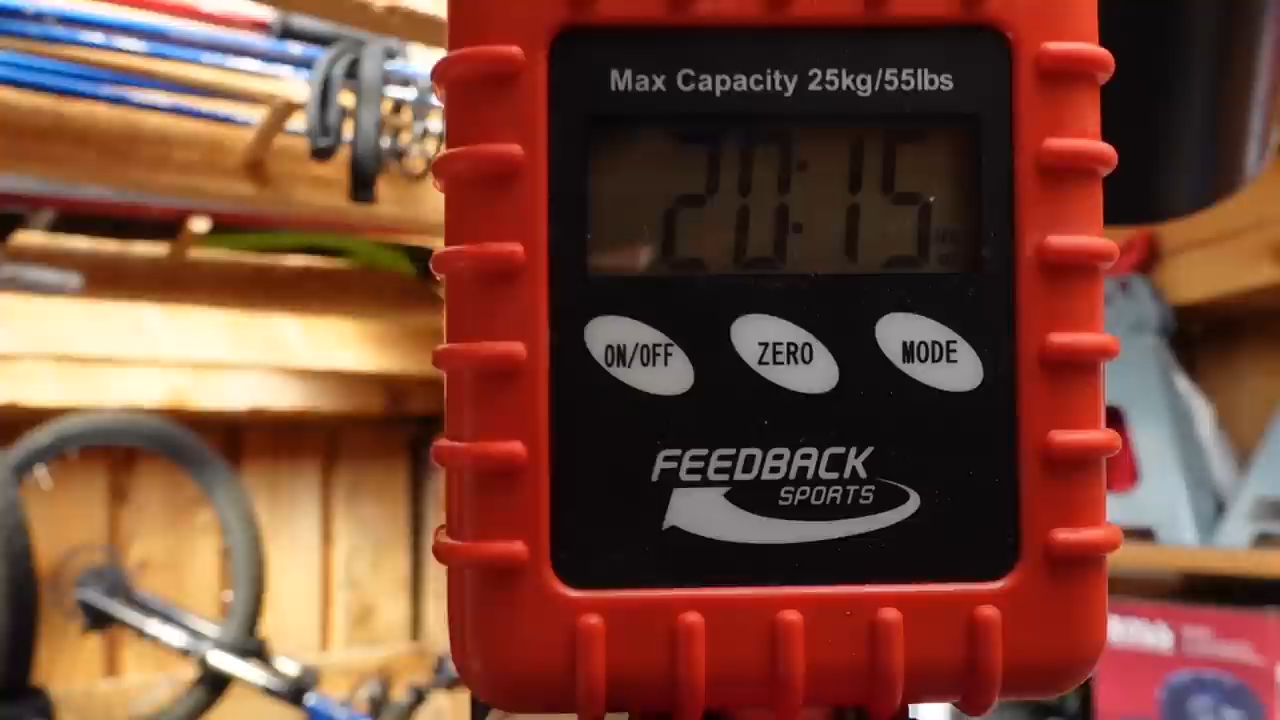 Max Capacity 25kg/55lbs
20:15
ON/OFF
ZERO
MODE
FEEDBACK
SPORTS